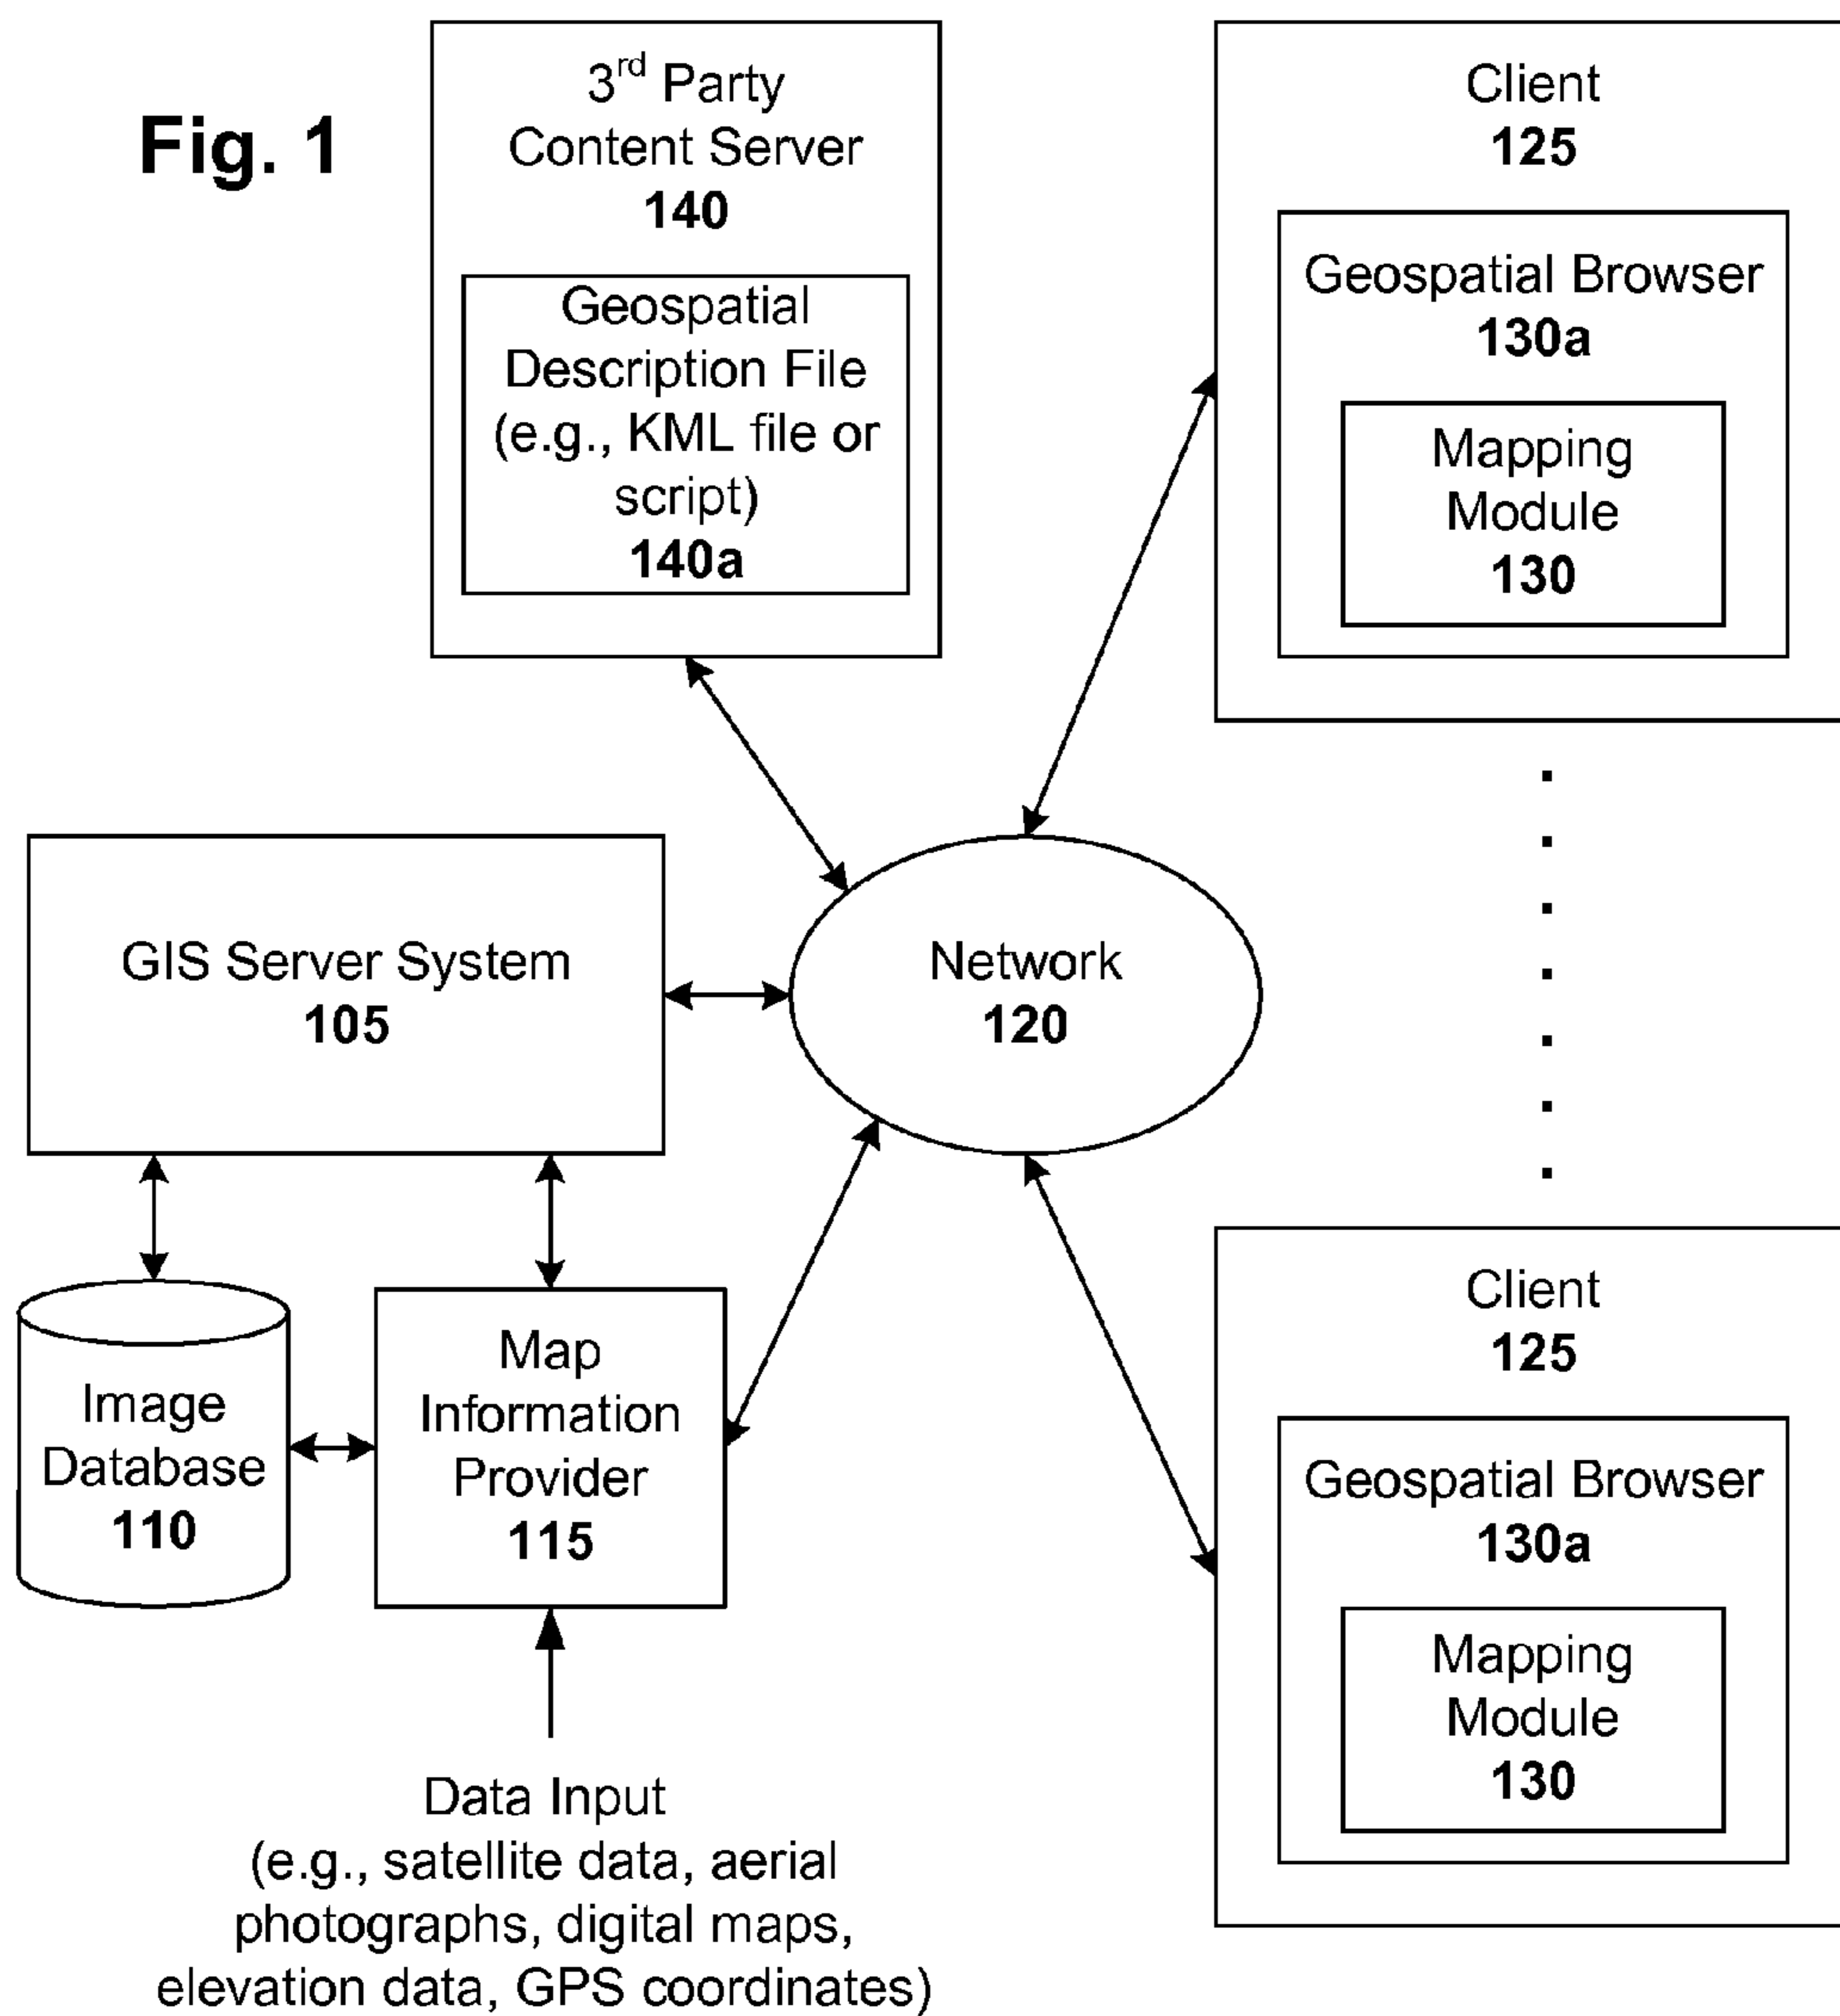 Fig. 1
3rd Party
Content Server
140
Geospatial
Description File
(e.g., KML file or
script)
140a
Client
125
Geospatial Browser
130a
Mapping
Module
130
GIS Server System
105
Network
120
Image
Database
110
Map
Information
Provider
115
Client
125
Geospatial Browser
130a
Mapping
Module
130
Data Input
(e.g., satellite data, aerial
photographs, digital maps,
elevation data, GPS coordinates)